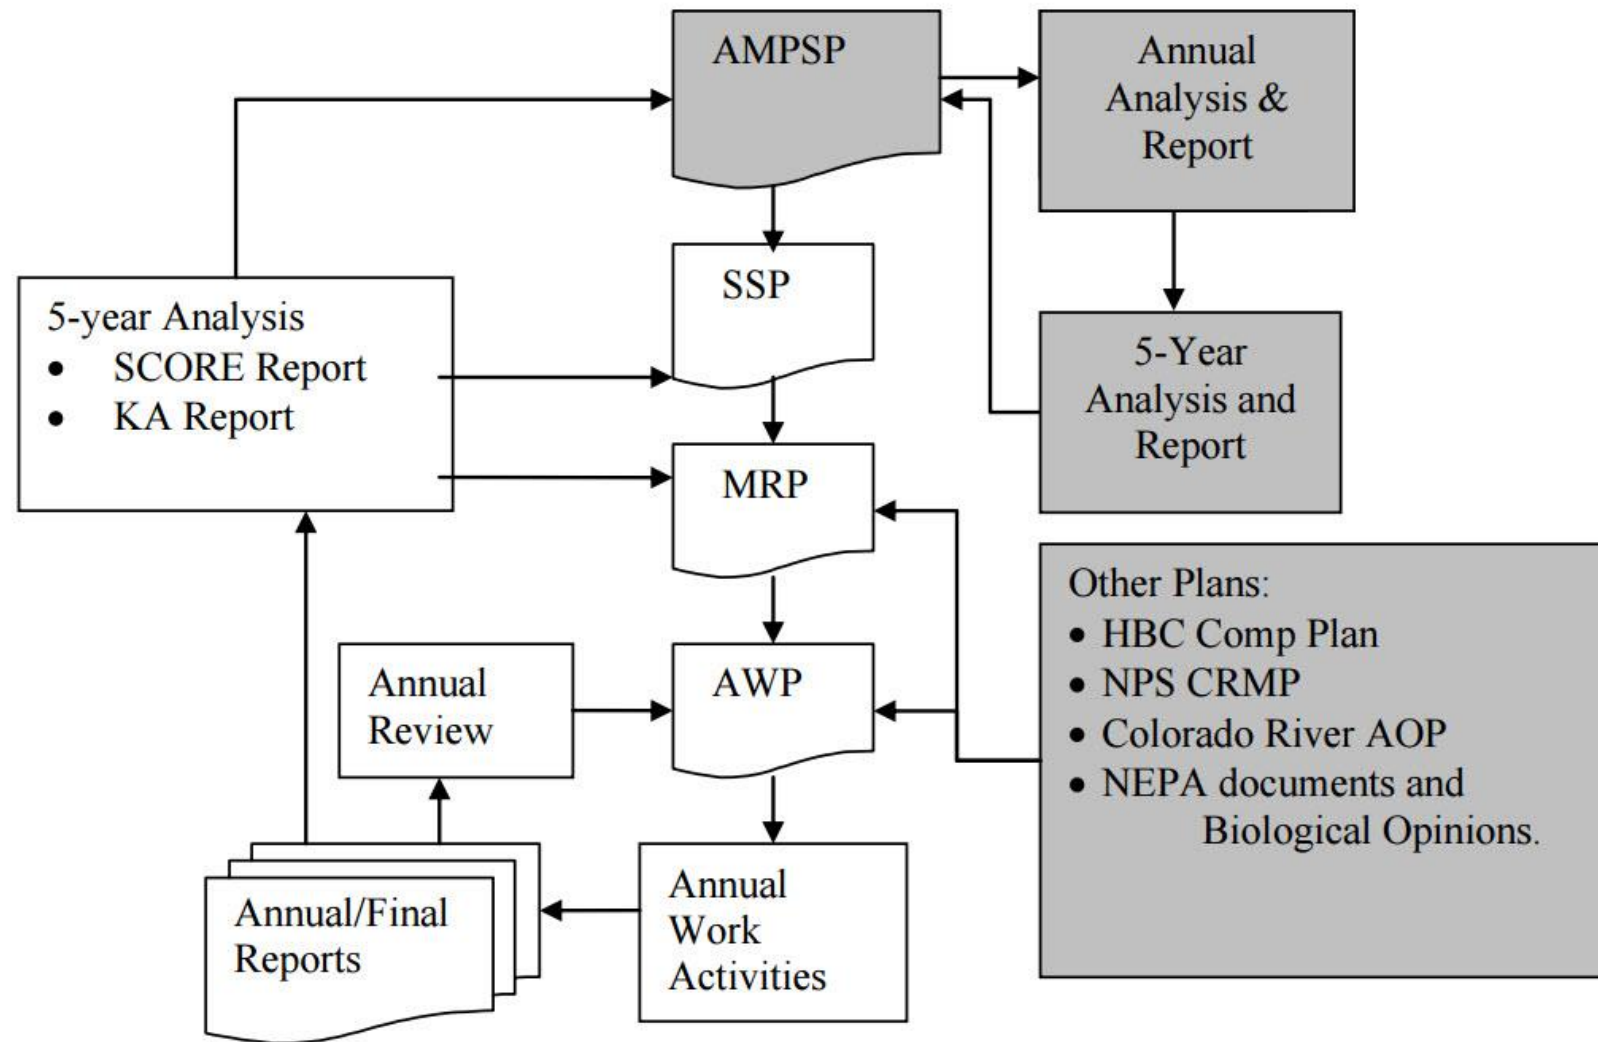 AMPSP
Annual
Analysis &
Report
SSP
5-year Analysis
• SCORE Report
• KA Report
5-Year
Analysis and
Report
MRP
Other Plans:
• HBC Comp Plan
• NPS CRMP
• Colorado River AOP
• NEPA documents and
Biological Opinions.
Annual
Review
AWP
Annual/Final
Reports
Annual
Work
Activities